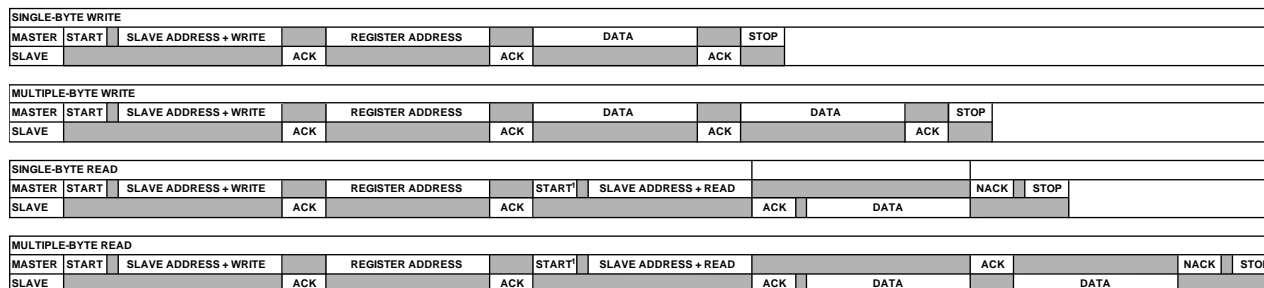 SINGLE-BYTE WRITE
MASTER START SLAVE ADDRESS + WRITE REGISTER ADDRESS DATA STOP
SLAVE ACK ACK ACK
MULTIPLE-BYTE WRITE
MASTER START SLAVE ADDRESS + WRITE REGISTER ADDRESS DATA DATA STOP
SLAVE ACK ACK ACK ACK
SINGLE-BYTE READ
MASTER START SLAVE ADDRESS + WRITE REGISTER ADDRESS START¹ SLAVE ADDRESS + READ NACK STOP
SLAVE ACK ACK ACK DATA
MULTIPLE-BYTE READ
MASTER START SLAVE ADDRESS + WRITE REGISTER ADDRESS START¹ SLAVE ADDRESS + READ ACK NACK
SLAVE ACK ACK ACK DATA DATA